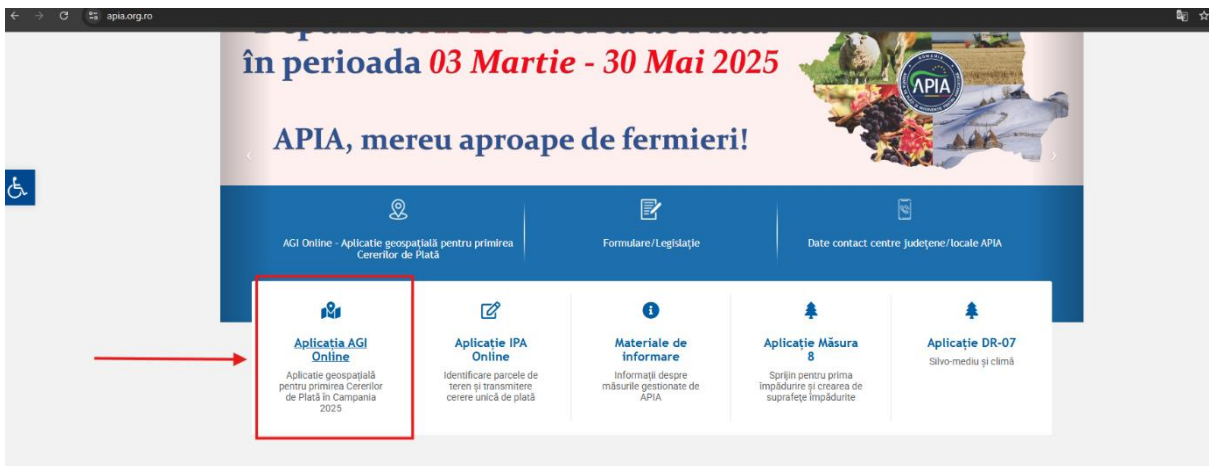 apia.org.ro
în perioada 03 Martie - 30 Mai 2025
APIA, mereu aproape de fermieri!
ROMANIA
APIA
AGI Online - Aplicatie geospațială pentru primirea
Cererilor de Plată
Formulare/Legislație
Date contact centre județene/locale APIA
Aplicația AGI
Online
Aplicatie geospațială
pentru primirea Cererilor
de Plată în Campania
2025
Aplicație IPA
Online
Identificare parcele de
teren și transmitere
cerere unică de plată
Materiale de
informare
Informații despre
măsurile gestionate de
APIA
Aplicație Măsura
8
Sprijin pentru prima
împădurire și crearea de
suprafețe împădurite
Aplicație DR-07
Silvo-mediu și climă